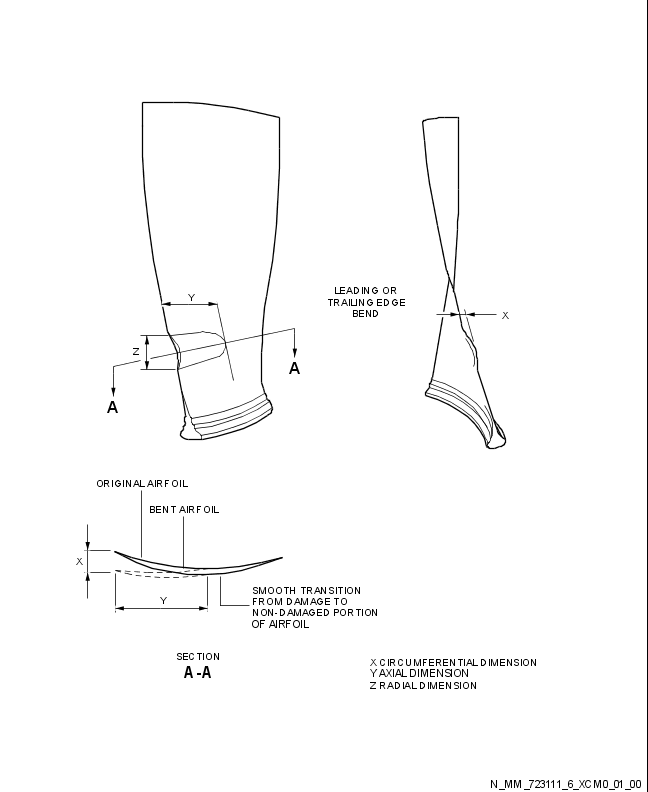 Y
LEADING OR
TRAILING EDGE
BEND
X
Z
A
A
ORIGINAL AIRFOIL
BENT AIRFOIL
X
Y
SMOOTH TRANSITION
FROM DAMAGE TO
NON-DAMAGED PORTION
OF AIRFOIL
SECTION
A-A
X CIRCUMFERENTIAL DIMENSION
Y AXIAL DIMENSION
Z RADIAL DIMENSION
N_MM_723111_6_XCM0_01_00